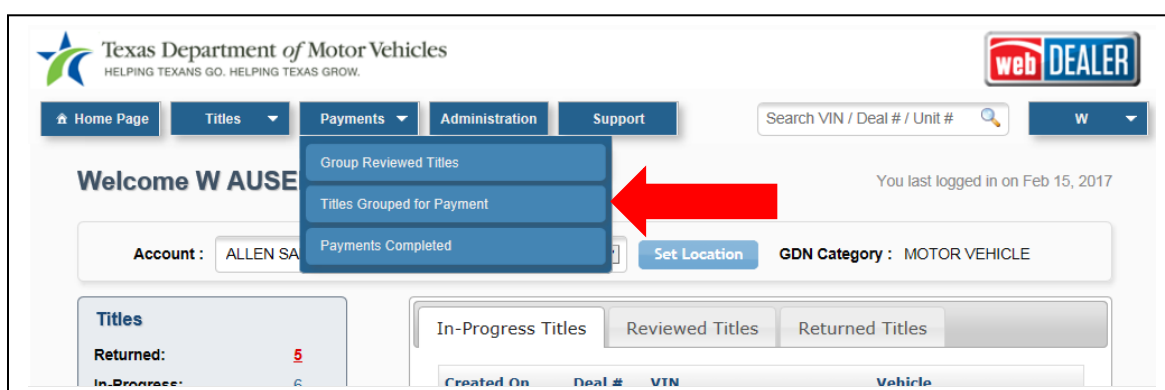 Texas Department of Motor Vehicles
HELPING TEXANS GO. HELPING TEXAS GROW.
web DEALER
Home Page Titles Payments Administration Support Search VIN / Deal # / Unit # W
Group Reviewed Titles
Welcome W AUSE You last logged in on Feb 15, 2017
Titles Grouped for Payment
Payments Completed
Account : ALLEN SA Set Location GDN Category : MOTOR VEHICLE
Titles
In-Progress Titles Reviewed Titles Returned Titles
Returned: 5
In-Progress: 6 Created On Deal # VIN Vehicle